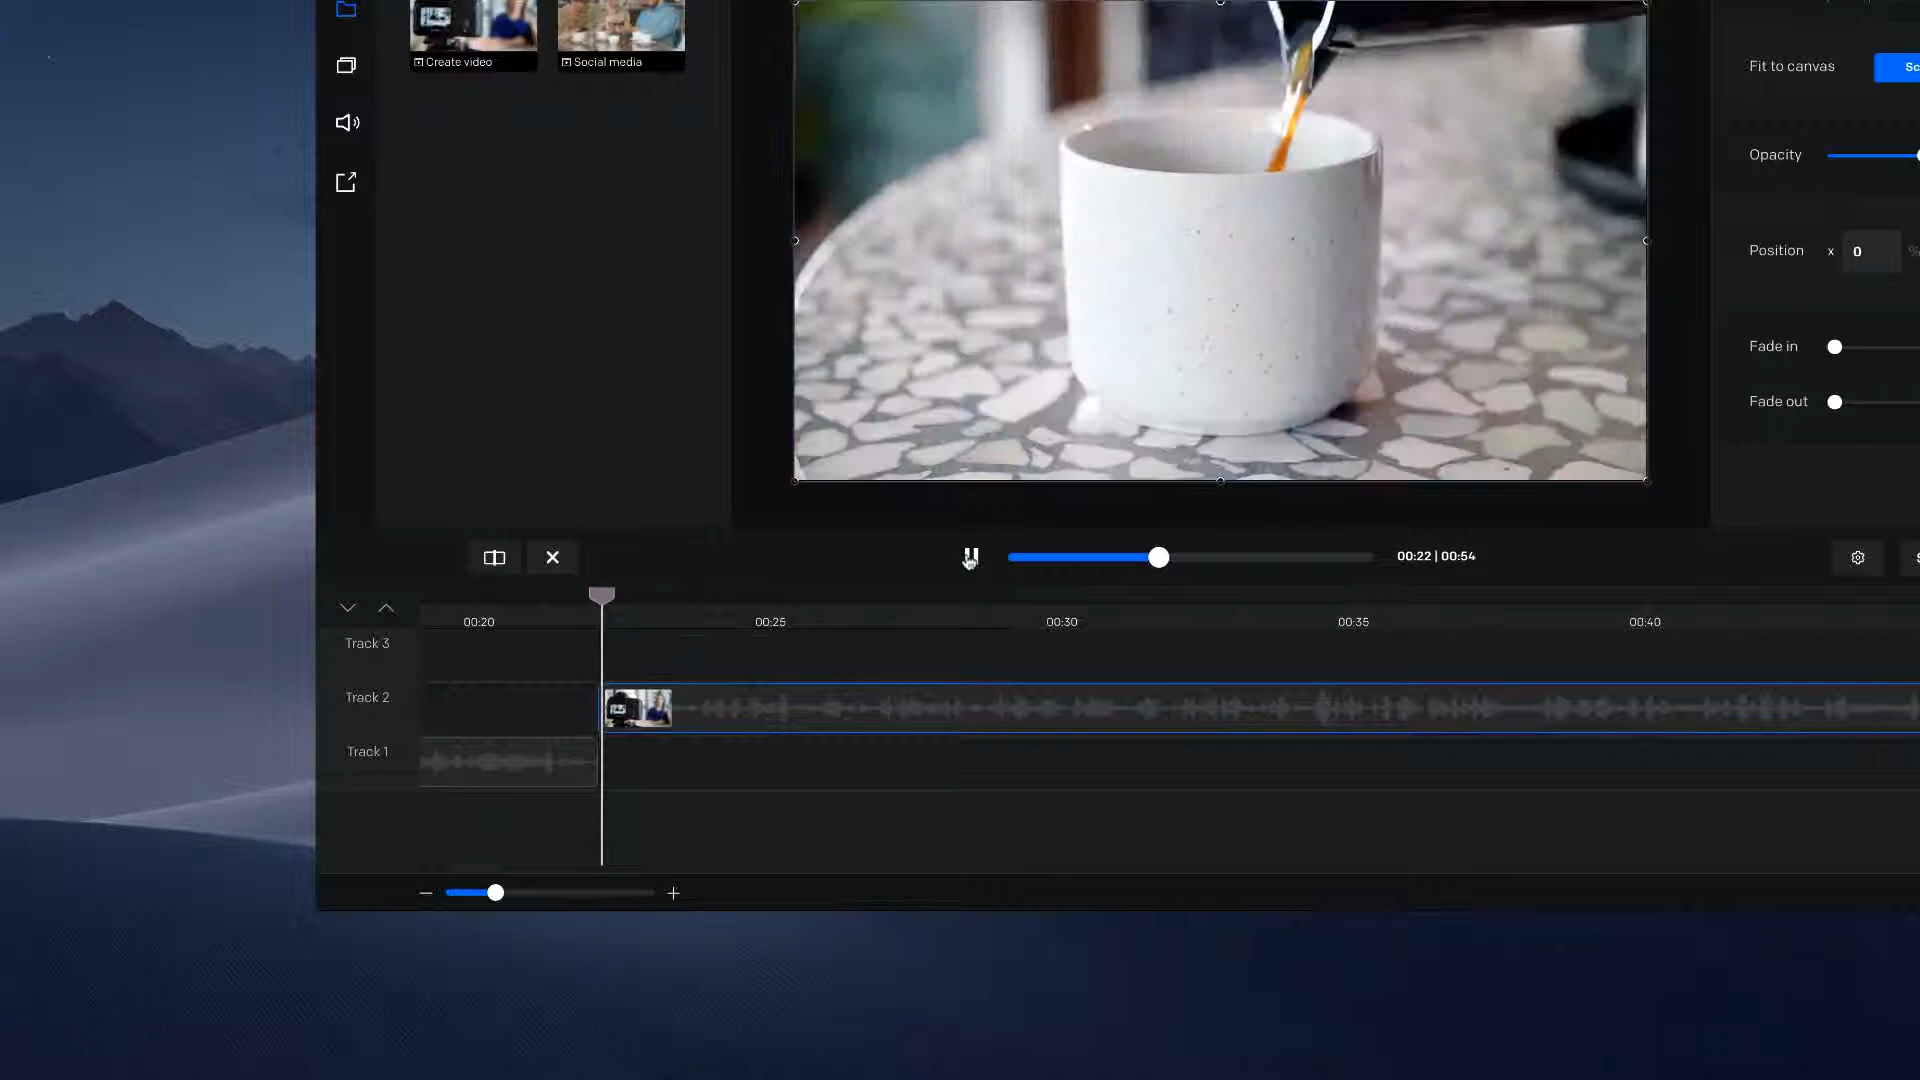 Create video
Social media
Fit to canvas
Sc
Opacity
Position x 0 %
Fade in
Fade out
00:22 | 00:54
00:20 00:25 00:30 00:35 00:40
Track 3
Track 2
Track 1